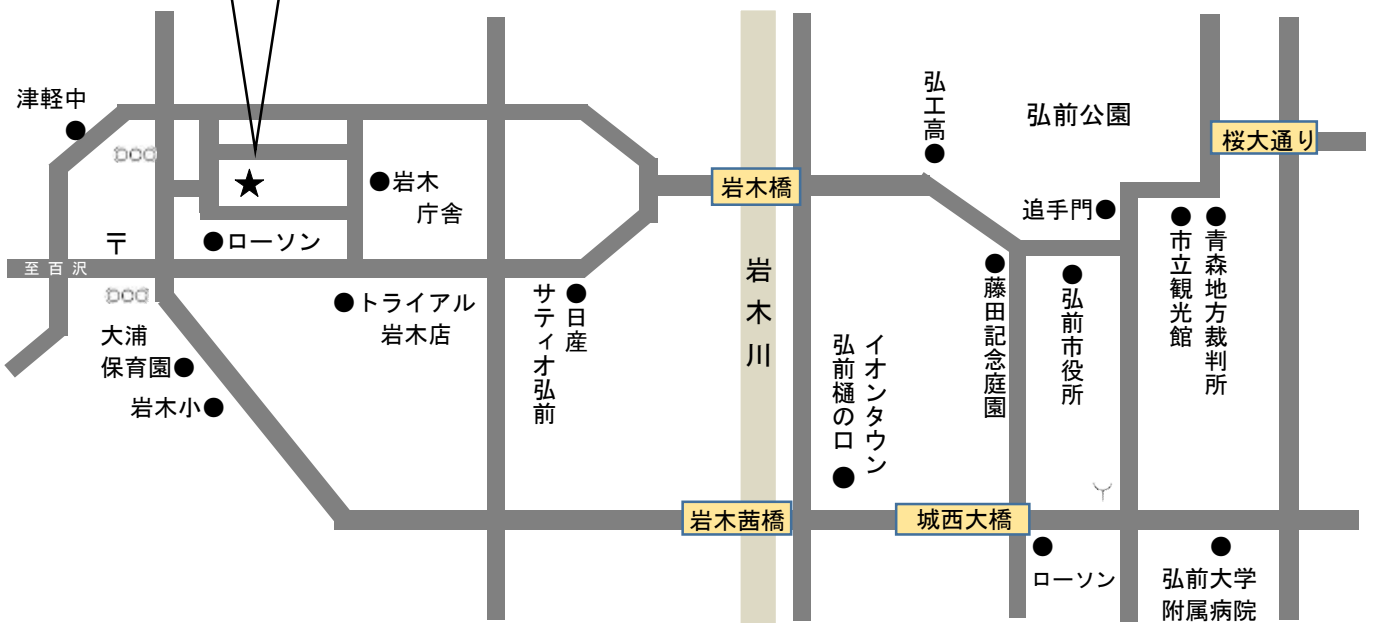 津軽中
〒
至百沢
大浦
保育園
岩木小
ローソン
岩木
庁舎
トライアル
岩木店
日産
サティオ弘前
岩木橋
岩木川
岩木茜橋
イオンタウン
弘前樋の口
城西大橋
弘工高
弘前公園
桜大通り
追手門
藤田記念庭園
弘前市役所
青森地方裁判所
市立観光館
ローソン
弘前大学
附属病院